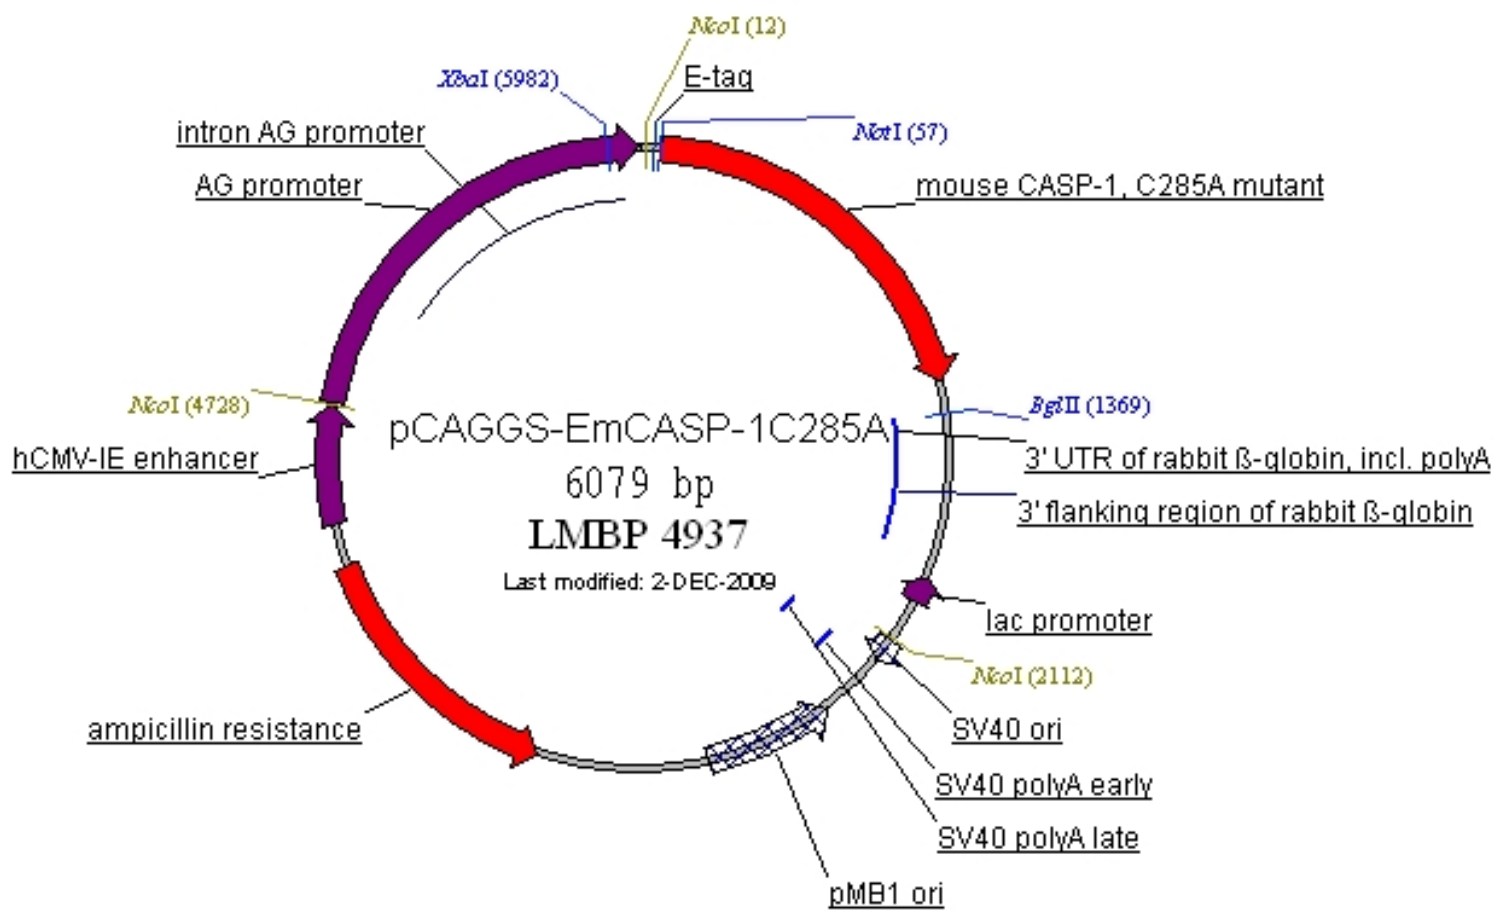 NcoI (12)
XbaI (5982)
E-tag
intron AG promoter
NotI (57)
AG promoter
mouse CASP-1, C285A mutant
NcoI (4728)
BglII (1369)
pCAGGS-EmCASP-1C285A
hCMV-IE enhancer
3' UTR of rabbit ß-globin, incl. polyA
6079 bp
3' flanking region of rabbit ß-globin
LMBP 4937
Last modified: 2-DEC-2009
lac promoter
NcoI (2112)
ampicillin resistance
SV40 ori
SV40 polyA early
SV40 polyA late
pMB1 ori